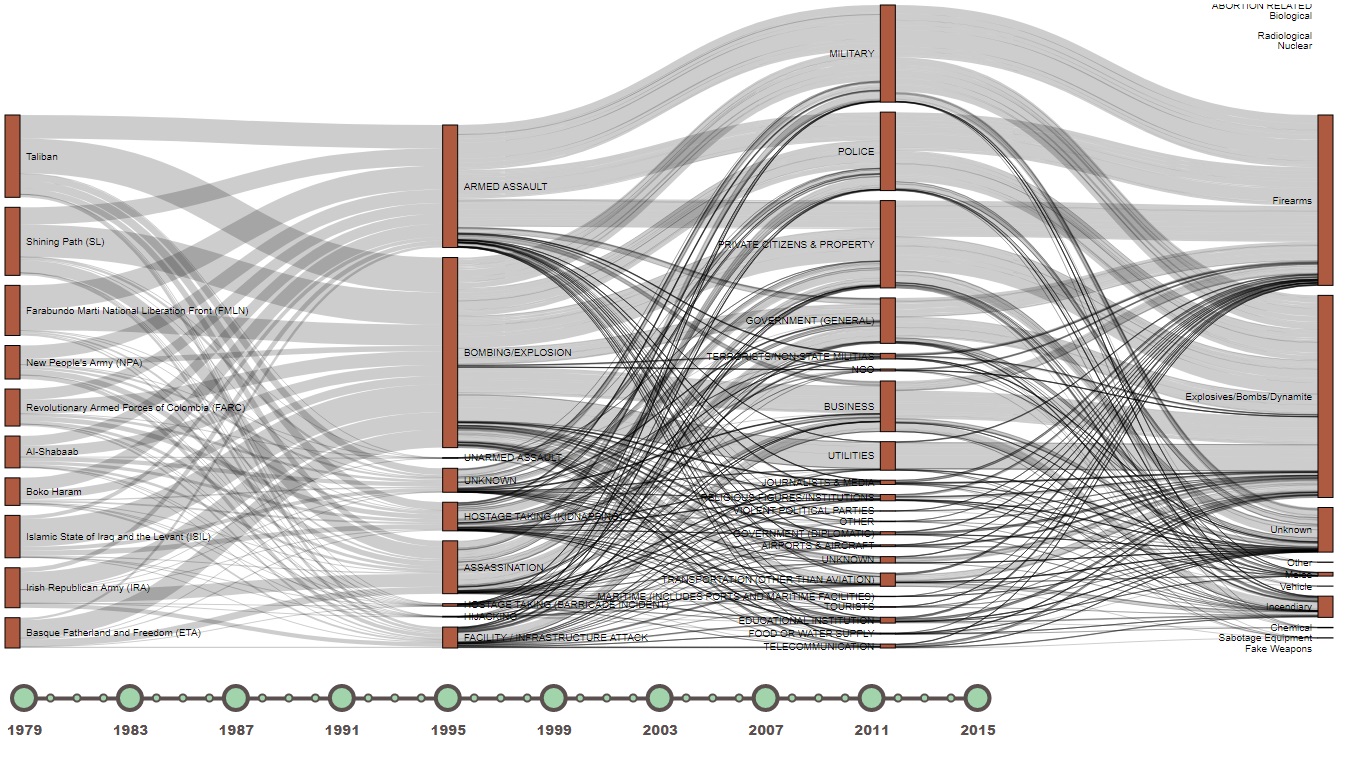 Taliban
Shining Path (SL)
Farabundo Marti National Liberation Front (FMLN)
New People's Army (NPA)
Revolutionary Armed Forces of Colombia (FARC)
Al-Shabaab
Boko Haram
Islamic State of Iraq and the Levant (ISIL)
Irish Republican Army (IRA)
Basque Fatherland and Freedom (ETA)
ARMED ASSAULT
BOMBING/EXPLOSION
UNARMED ASSAULT
UNKNOWN
HOSTAGE TAKING (KIDNAPPING)
ASSASSINATION
HOSTAGE TAKING (BARRICADE INCIDENT)
HIJACKING
FACILITY / INFRASTRUCTURE ATTACK
MILITARY
POLICE
PRIVATE CITIZENS & PROPERTY
GOVERNMENT (GENERAL)
TERRORISTS/NON-STATE MILITIAS
NGO
BUSINESS
UTILITIES
JOURNALISTS & MEDIA
RELIGIOUS FIGURES/INSTITUTIONS
VIOLENT POLITICAL PARTIES
OTHER
GOVERNMENT (DIPLOMATIC)
AIRPORTS & AIRCRAFT
UNKNOWN
TRANSPORTATION (OTHER THAN AVIATION)
MARITIME (INCLUDES PORTS AND MARITIME FACILITIES)
TOURISTS
EDUCATIONAL INSTITUTION
FOOD OR WATER SUPPLY
TELECOMMUNICATION
ABORTION RELATED
Biological
Radiological
Nuclear
Firearms
Explosives/Bombs/Dynamite
Unknown
Other
Melee
Vehicle
Incendiary
Chemical
Sabotage Equipment
Fake Weapons
1979 1983 1987 1991 1995 1999 2003 2007 2011 2015